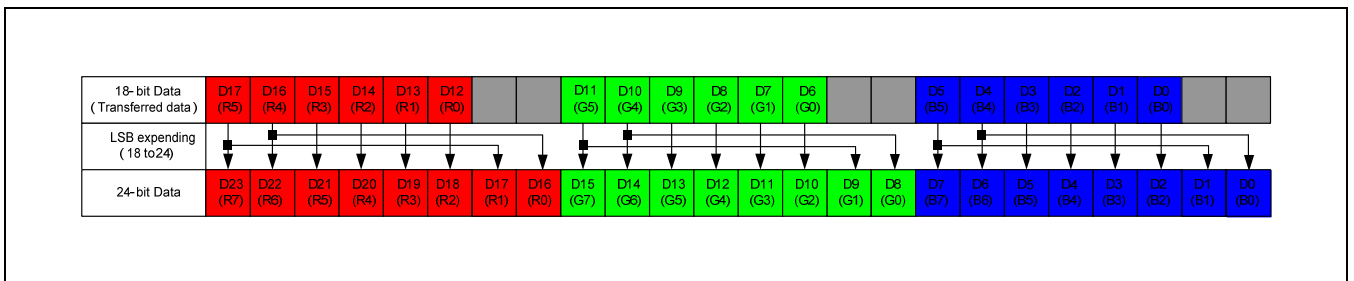 18- bit Data
( Transferred data)
D17 D16 D15 D14 D13 D12 D11 D10 D9 D8 D7 D6 D5 D4 D3 D2 D1 D0
(R5) (R4) (R3) (R2) (R1) (R0) (G5) (G4) (G3) (G2) (G1) (G0) (B5) (B4) (B3) (B2) (B1) (B0)
LSB expending
( 18 to24)
24-bit Data
D23 D22 D21 D20 D19 D18 D17 D16 D15 D14 D13 D12 D11 D10 D9 D8 D7 D6 D5 D4 D3 D2 D1 D0
(R7) (R6) (R5) (R4) (R3) (R2) (R1) (R0) (G7) (G6) (G5) (G4) (G3) (G2) (G1) (G0) (B7) (B6) (B5) (B4) (B3) (B2) (B1) (B0)